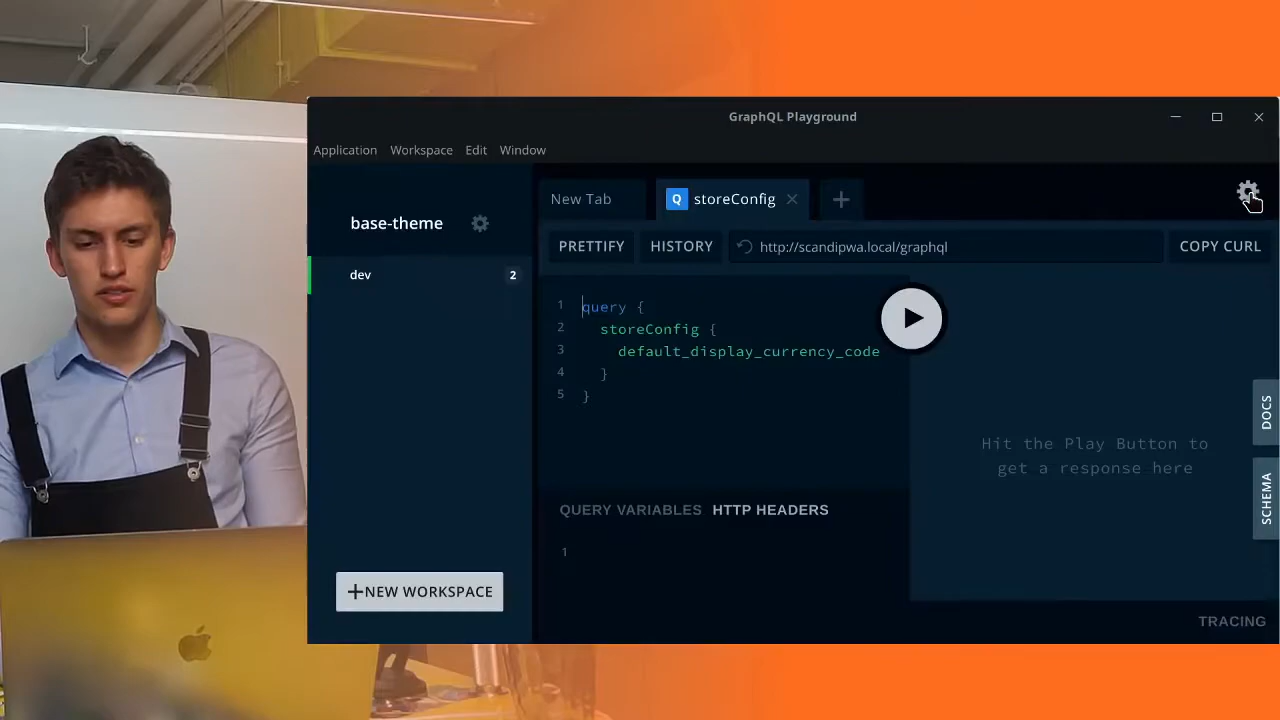 GraphQL Playground
Application Workspace Edit Window
base-theme
dev 2
+NEW WORKSPACE
New Tab
Q storeConfig
PRETTIFY HISTORY http://scandipwa.local/graphql COPY CURL
1 query {
2 storeConfig {
3 default_display_currency_code
4 }
5 }
Hit the Play Button to
get a response here
DOCS
SCHEMA
QUERY VARIABLES HTTP HEADERS
1
TRACING